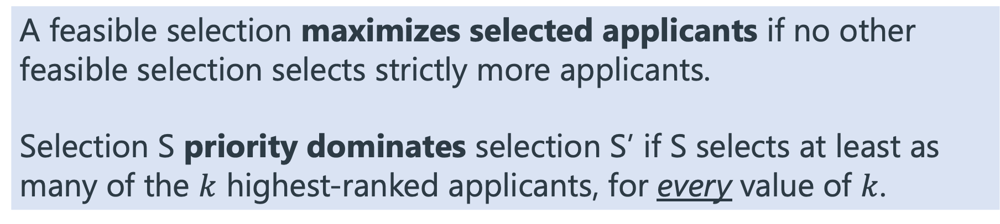 A feasible selection maximizes selected applicants if no other
feasible selection selects strictly more applicants.
Selection S priority dominates selection S’ if S selects at least as
many of the k highest-ranked applicants, for every value of k.